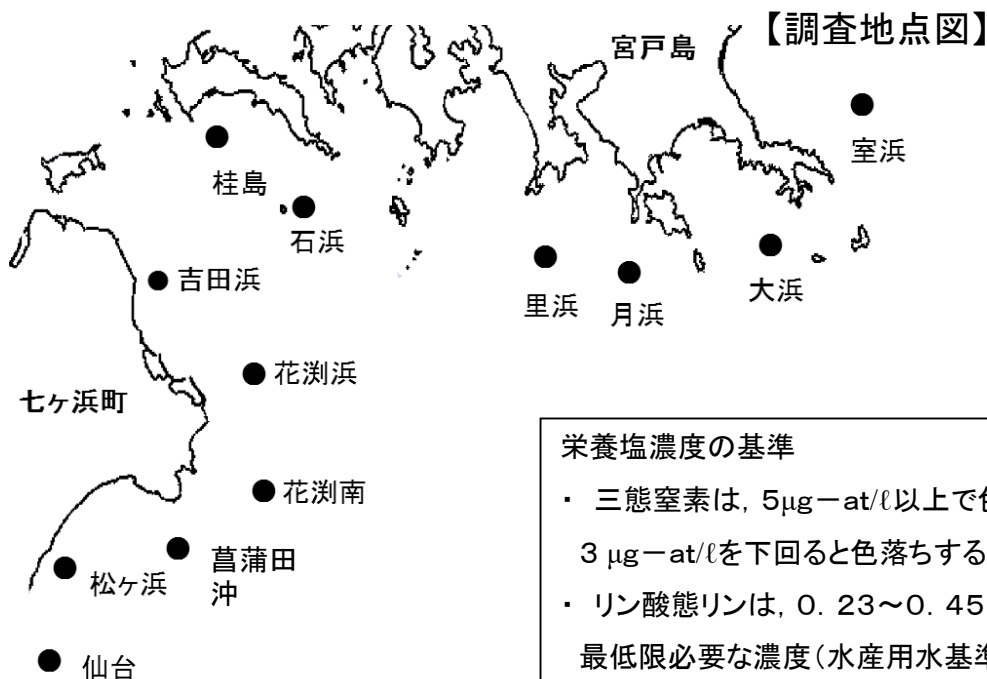 【調査地点図】
宮戸島
室浜
桂島
石浜
大浜
里浜
月浜
吉田浜
花渕浜
七ヶ浜町
花渕南
菖蒲田
沖
松ヶ浜
仙台
栄養塩濃度の基準
・ 三態窒素は, 5μg－at/ℓ以上で色
3 μg－at/ℓを下回ると色落ちする
・ リン酸態リンは, 0. 23～0. 45
最低限必要な濃度(水産用水基準